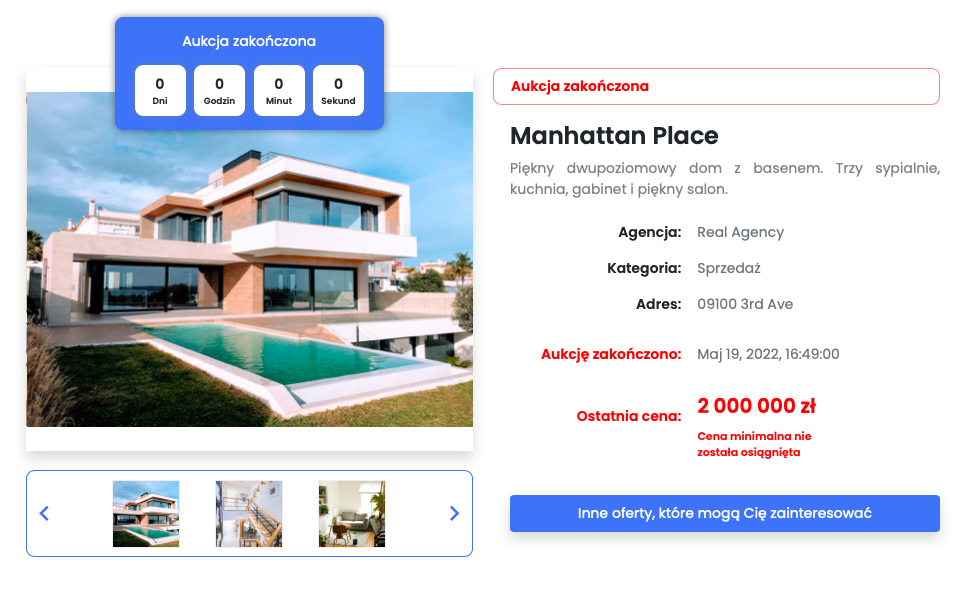 Aukcja zakończona
0 0 0 0
Dni Godzin Minut Sekund
Aukcja zakończona
Manhattan Place
Piękny dwupoziomowy dom z basenem. Trzy sypialnie,
kuchnia, gabinet i piękny salon.
Agencja: Real Agency
Kategoria: Sprzedaż
Adres: 09100 3rd Ave
Aukcję zakończono: Maj 19, 2022, 16:49:00
Ostatnia cena: 2 000 000 zł
Cena minimalna nie
została osiągnięta
Inne oferty, które mogą Cię zainteresować